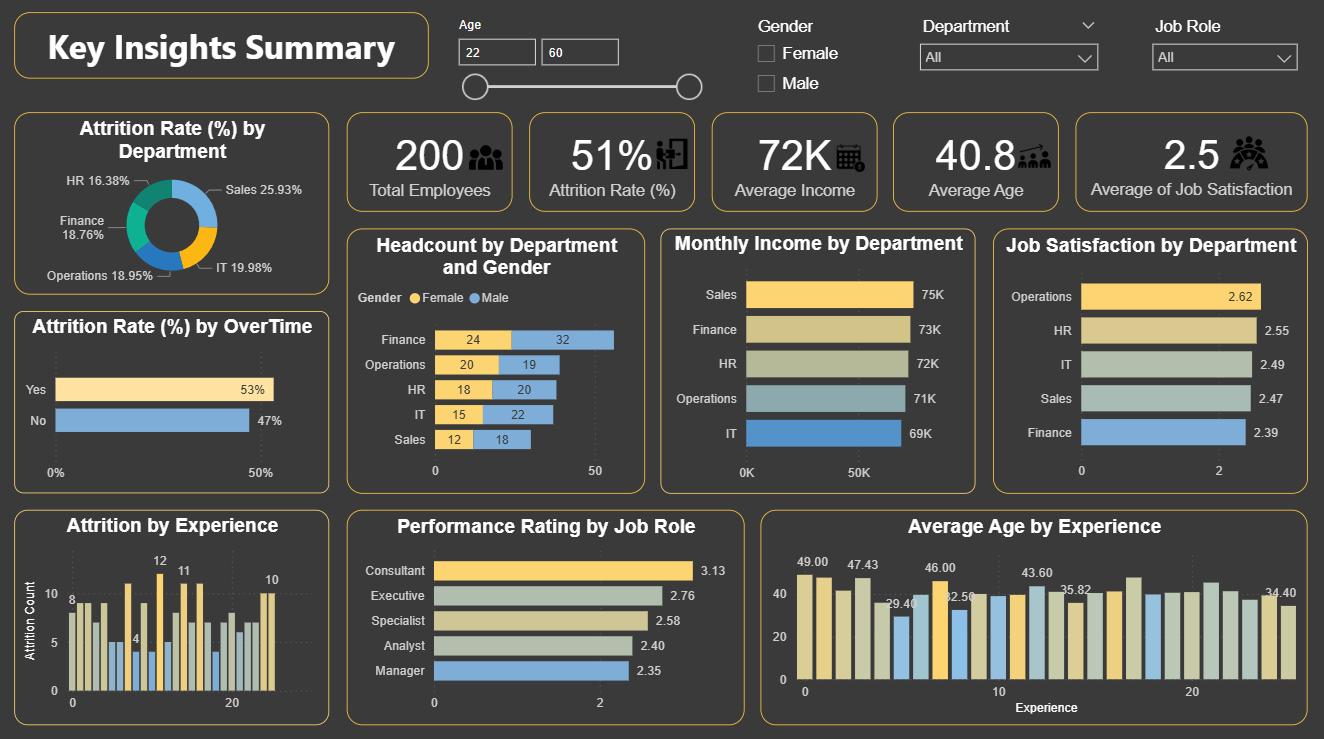 Key Insights Summary
Age
22
60
Gender
Female
Male
Department
All
Job Role
All
Attrition Rate (%) by
Department
HR 16.38%
Sales 25.93%
Finance
18.76%
IT 19.98%
Operations 18.95%
200
Total Employees
51%
Attrition Rate (%)
72K
Average Income
40.8
Average Age
2.5
Average of Job Satisfaction
Attrition Rate (%) by OverTime
Yes
53%
No
47%
0%
50%
Headcount by Department
and Gender
Gender Female Male
Finance 24 32
Operations 20 19
HR 18 20
IT 15 22
Sales 12 18
0 50
Monthly Income by Department
Sales 75K
Finance 73K
HR 72K
Operations 71K
IT 69K
0K 50K
Job Satisfaction by Department
Operations 2.62
HR 2.55
IT 2.49
Sales 2.47
Finance 2.39
0 2
Attrition by Experience
Attrition Count
12
11
10
10
8
5
4
0
0 20
Performance Rating by Job Role
Consultant 3.13
Executive 2.76
Specialist 2.58
Analyst 2.40
Manager 2.35
0 2
Average Age by Experience
49.00
47.43
46.00
43.60
40
29.40
32.50
35.82
34.40
20
0
0 10 20
Experience